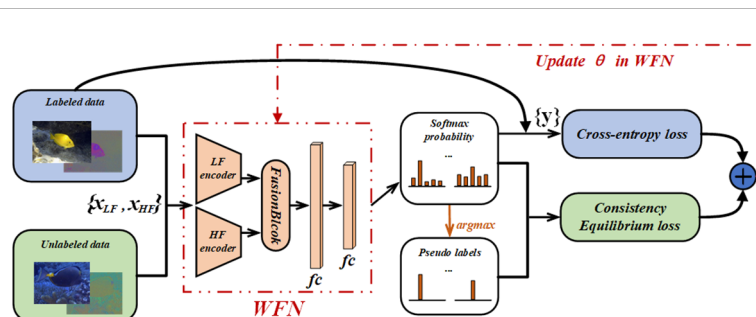 Update θ in WFN
Labeled data
Softmax
probability
{y}
Cross-entropy loss
...
...
LF
encoder
{xLF , xHF}
FusionBlcok
HF
encoder
argmax
Consistency
Equilibrium loss
Unlabeled data
Pseudo labels
...
fc
fc
WFN